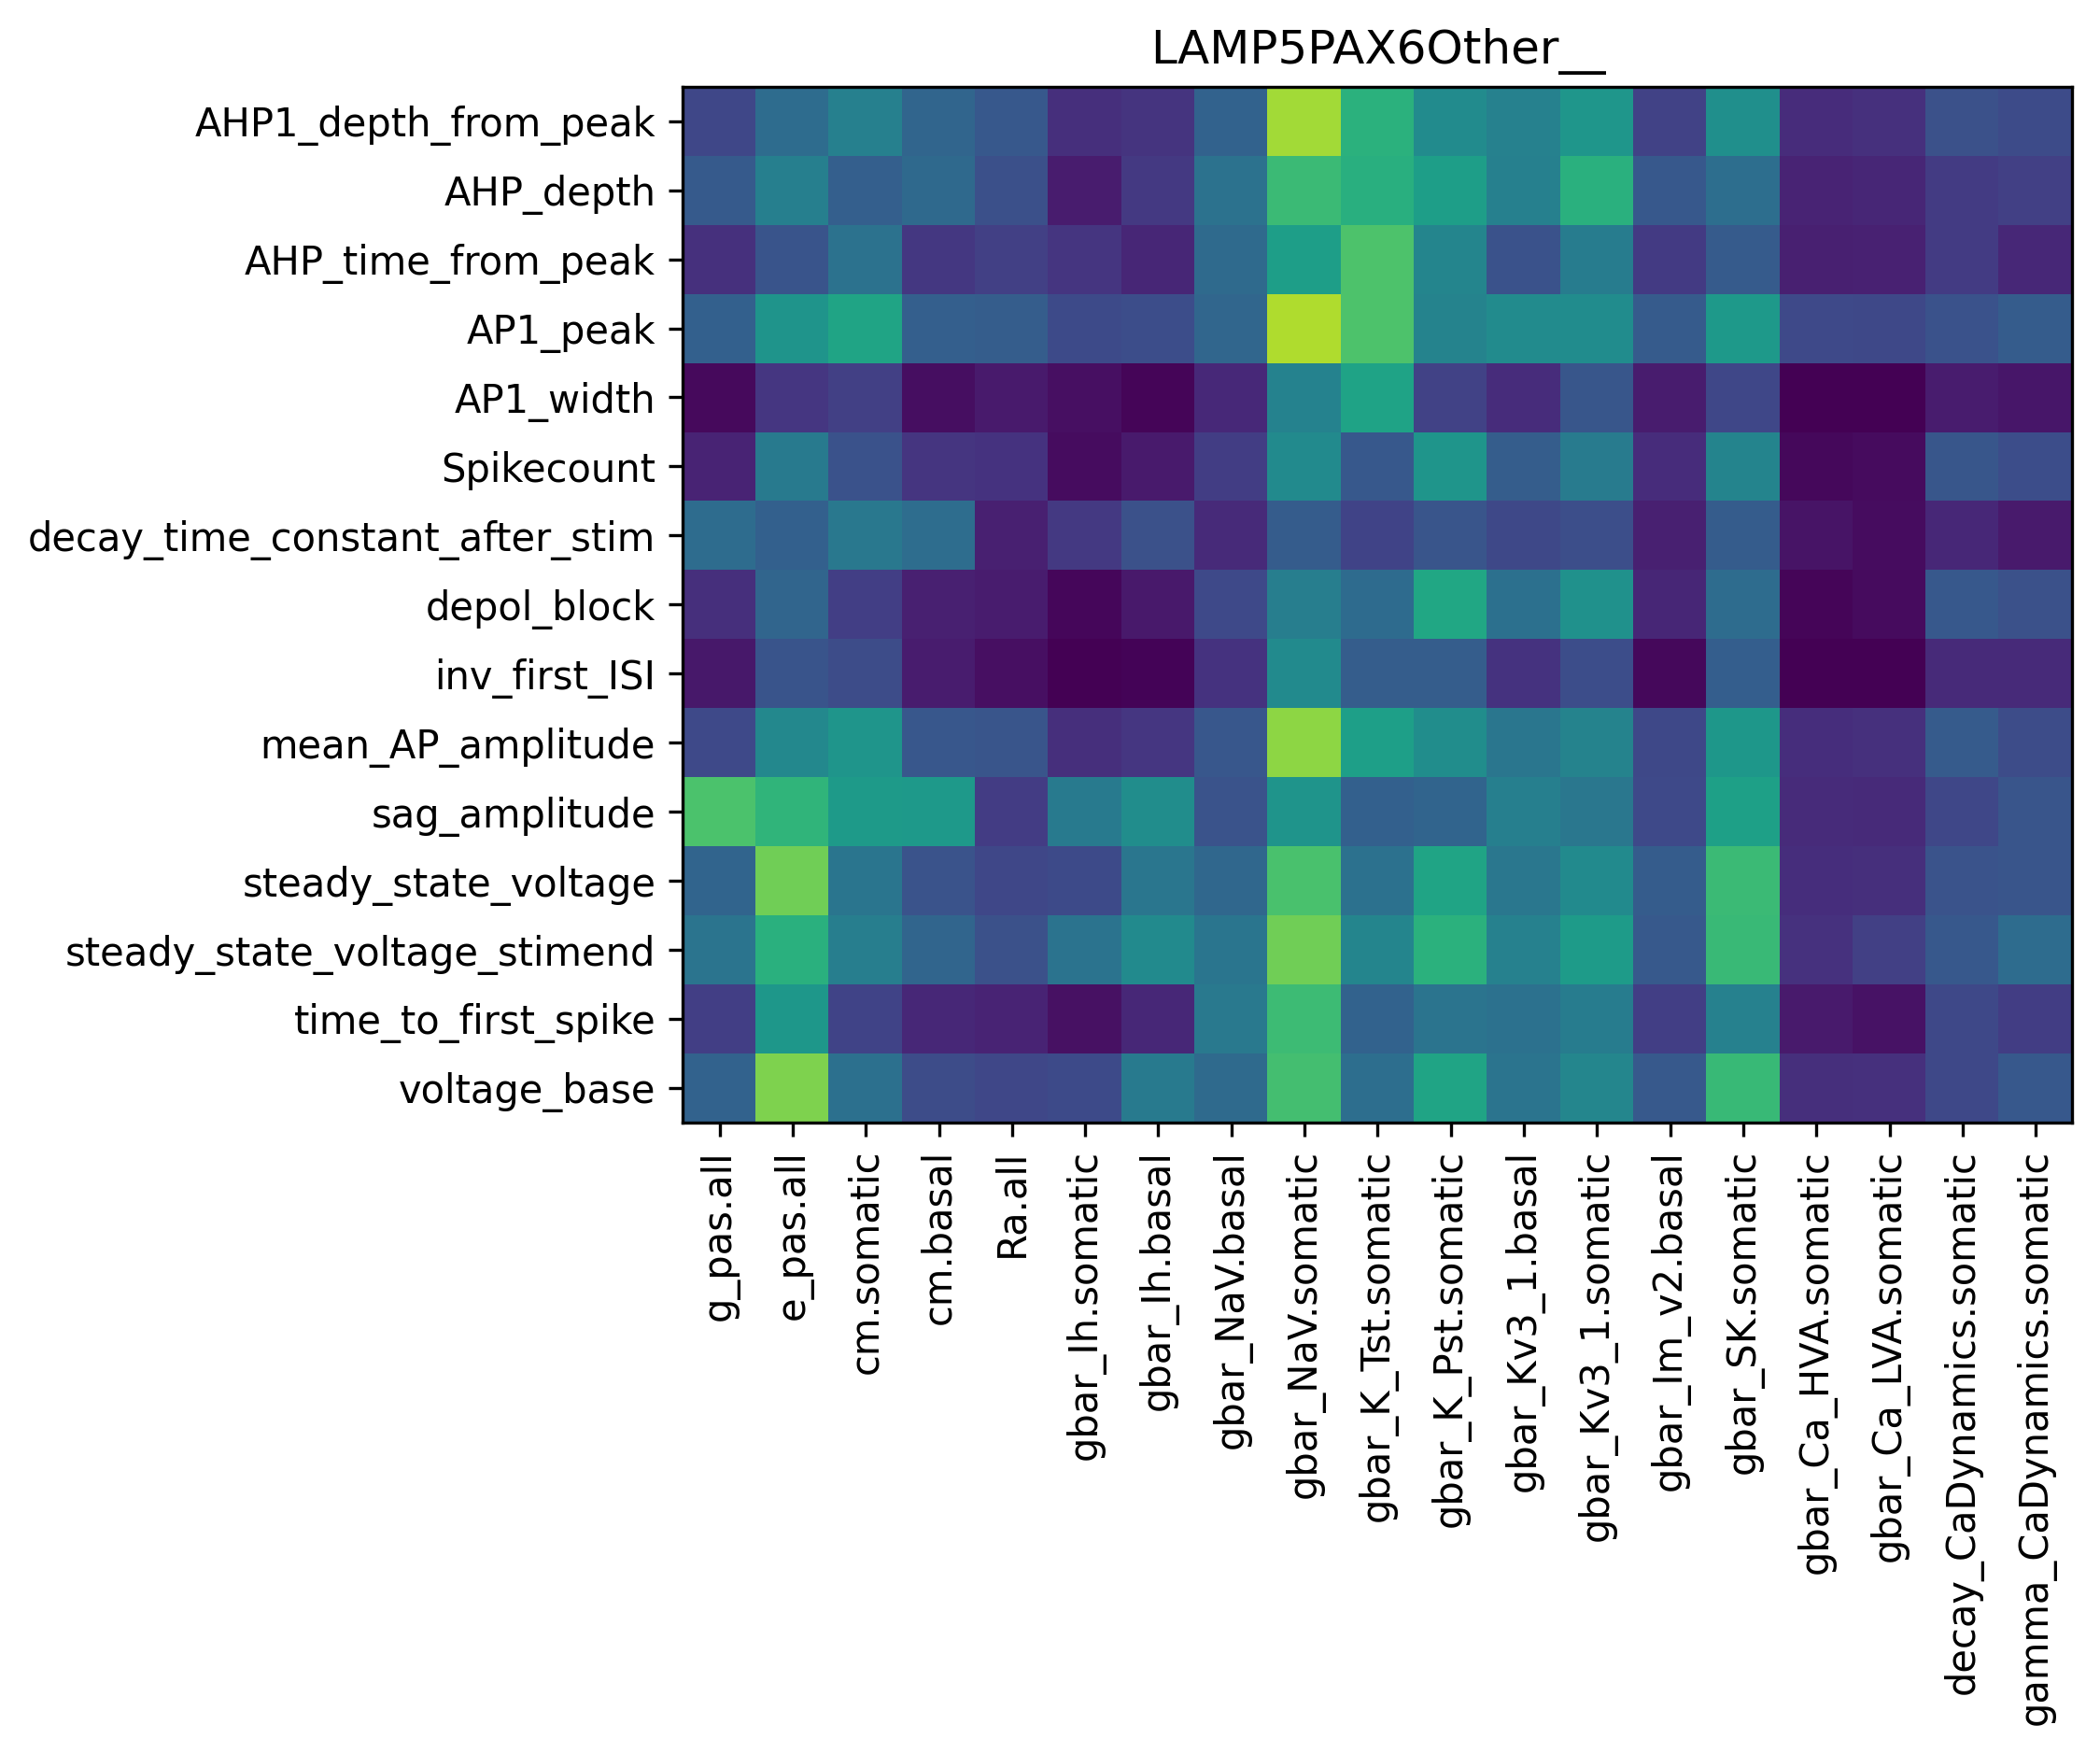 LAMP5PAX6Other__
AHP1_depth_from_peak
AHP_depth
AHP_time_from_peak
AP1_peak
AP1_width
Spikecount
decay_time_constant_after_stim
depol_block
inv_first_ISI
mean_AP_amplitude
sag_amplitude
steady_state_voltage
steady_state_voltage_stimend
time_to_first_spike
voltage_base
g_pas.all
e_pas.all
cm.somatic
cm.basal
Ra.all
gbar_Ih.somatic
gbar_Ih.basal
gbar_NaV.basal
gbar_NaV.somatic
gbar_K_Tst.somatic
gbar_K_Pst.somatic
gbar_Kv3_1.basal
gbar_Kv3_1.somatic
gbar_Im_v2.basal
gbar_SK.somatic
gbar_Ca_HVA.somatic
gbar_Ca_LVA.somatic
decay_CaDynamics.somatic
gamma_CaDynamics.somatic